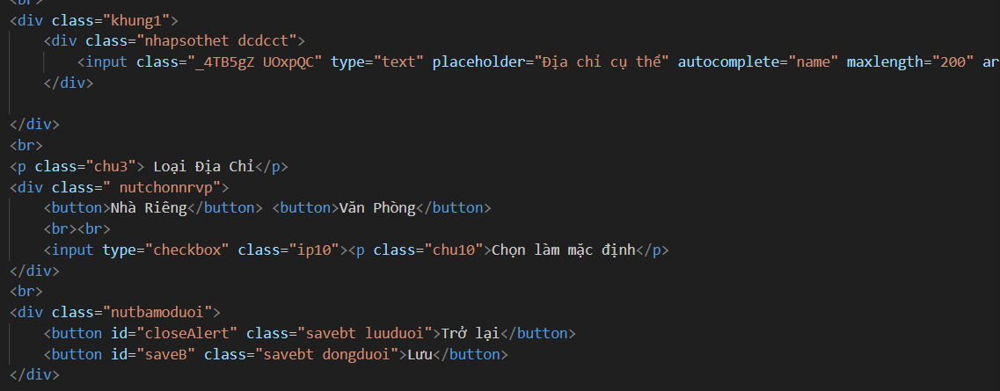 <br>
<div class="khung1">
<div class="nhapsothet dcdcct">
<input class="_4TB5gZ UOxpQC" type="text" placeholder="Địa chỉ cụ thể" autocomplete="name" maxlength="200" ar
</div>
</div>
<br>
<p class="chu3"> Loại Địa Chỉ</p>
<div class=" nutchonnrvp">
<button>Nhà Riêng</button> <button>Văn Phòng</button>
<br><br>
<input type="checkbox" class="ip10"><p class="chu10">Chọn làm mặc định</p>
</div>
<br>
<div class="nutbamoduoi">
<button id="closeAlert" class="savebt luuduoi">Trở lại</button>
<button id="saveB" class="savebt dongduoi">Lưu</button>
</div>